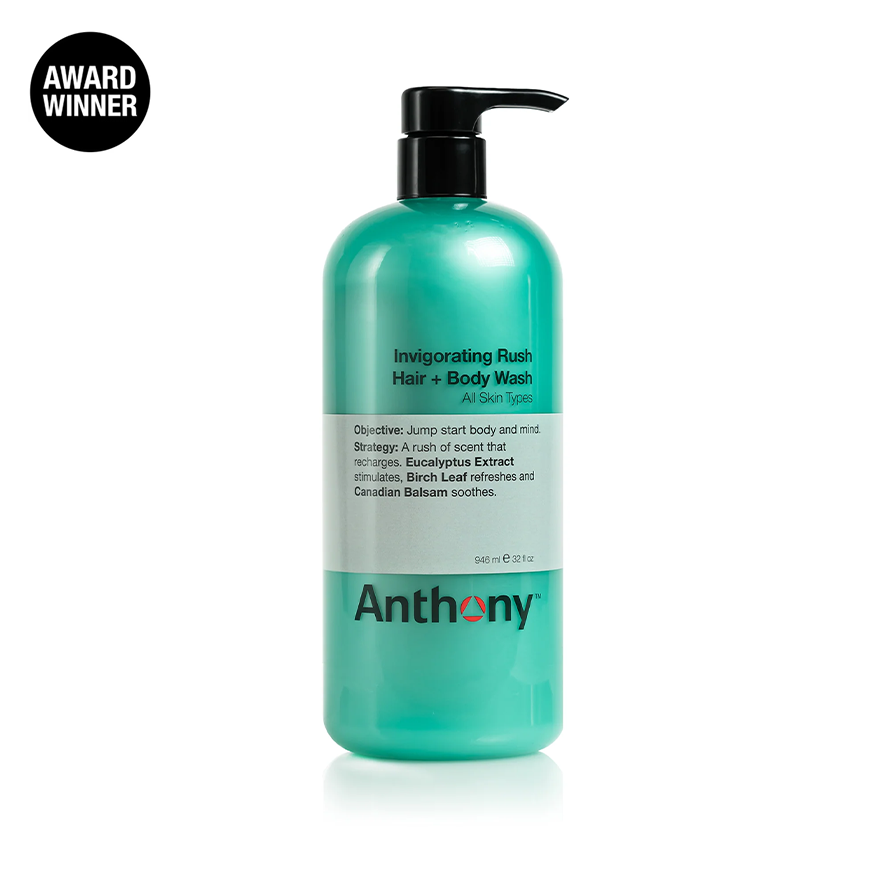 AWARD
WINNER
Invigorating Rush
Hair + Body Wash
All Skin Types
Objective: Jump start body and mind.
Strategy: A rush of scent that
recharges. Eucalyptus Extract
stimulates, Birch Leaf refreshes and
Canadian Balsam soothes.
946 ml e 32 fl oz
Anthony™